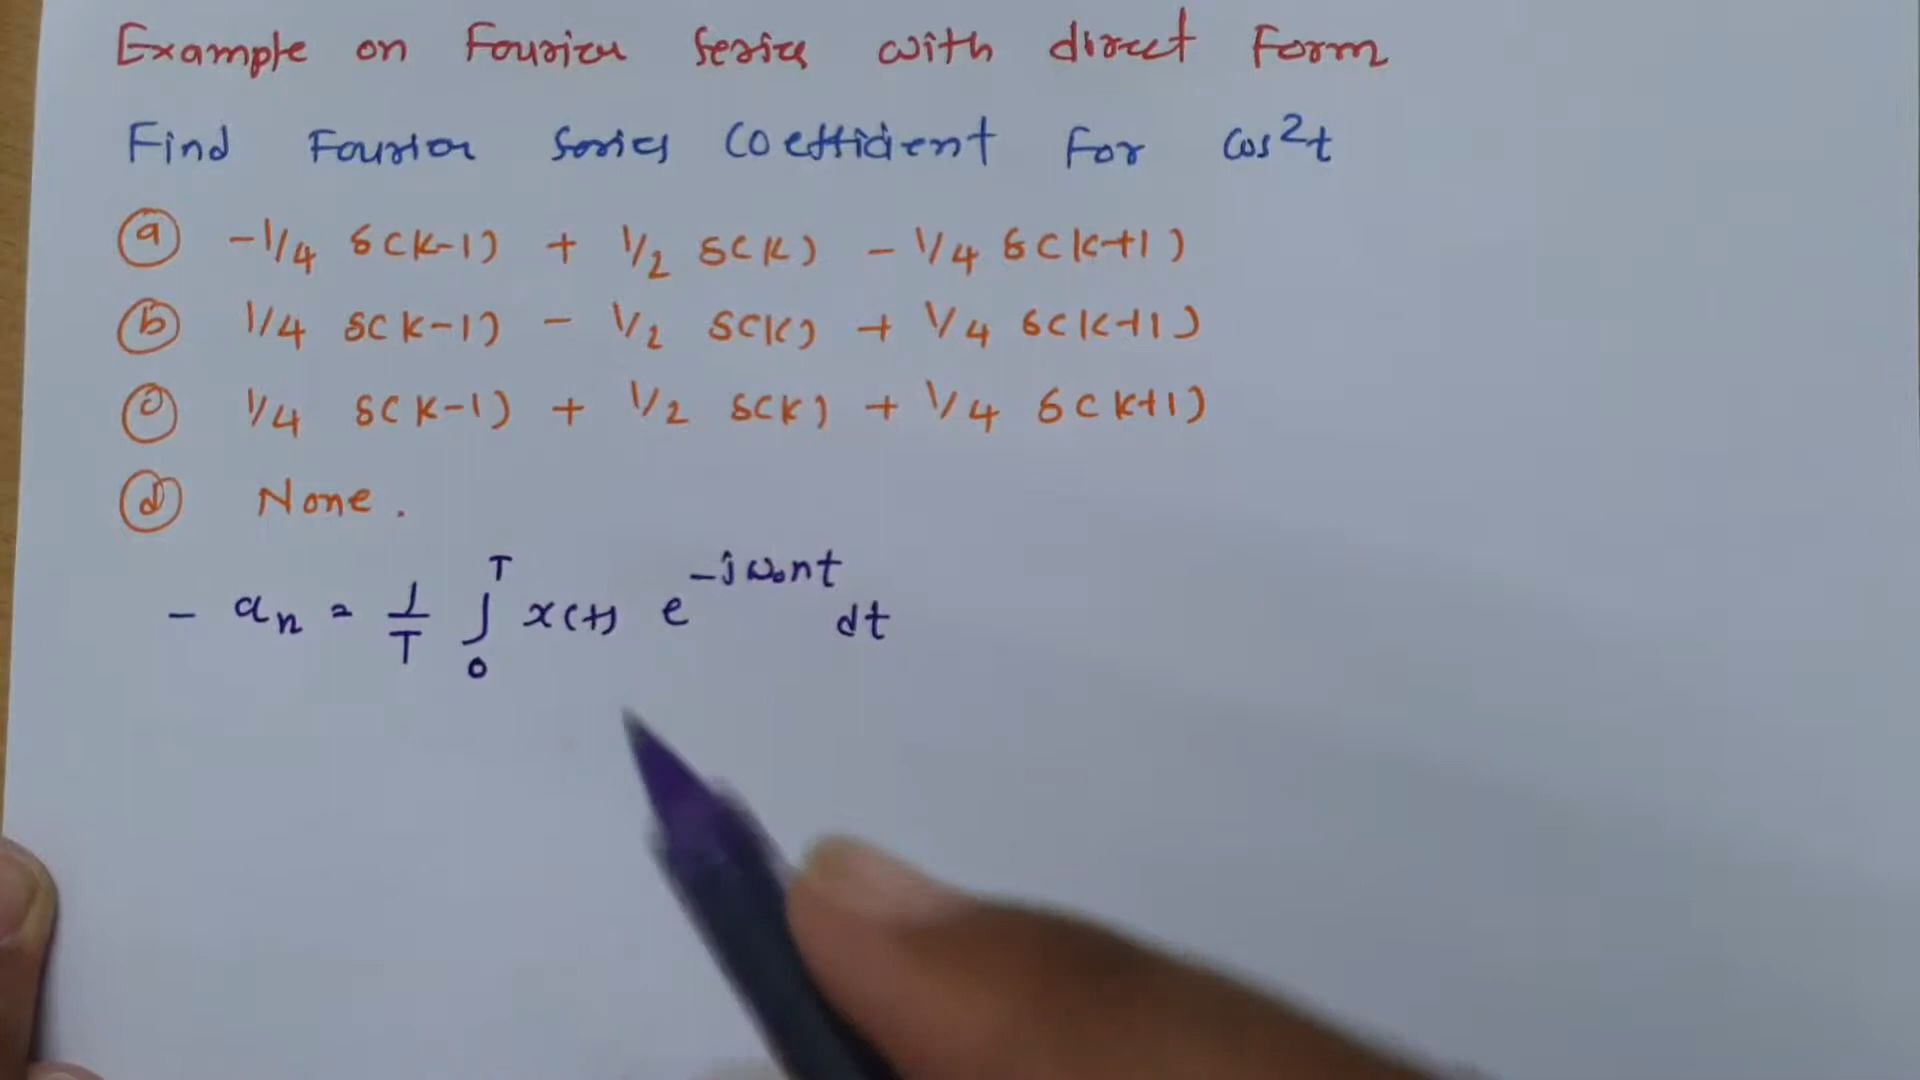 Example on Fourier Series with direct Form
Find Fourier Series Coefficient For cos²t
(a) -1/4 δ(k-1) + 1/2 δ(k) - 1/4 δ(k+1)
(b) 1/4 δ(k-1) - 1/2 δ(k) + 1/4 δ(k+1)
(c) 1/4 δ(k-1) + 1/2 δ(k) + 1/4 δ(k+1)
(d) None.
- aₙ = 1/T ∫₀ᵀ x(t) e^(-jω₀nt) dt